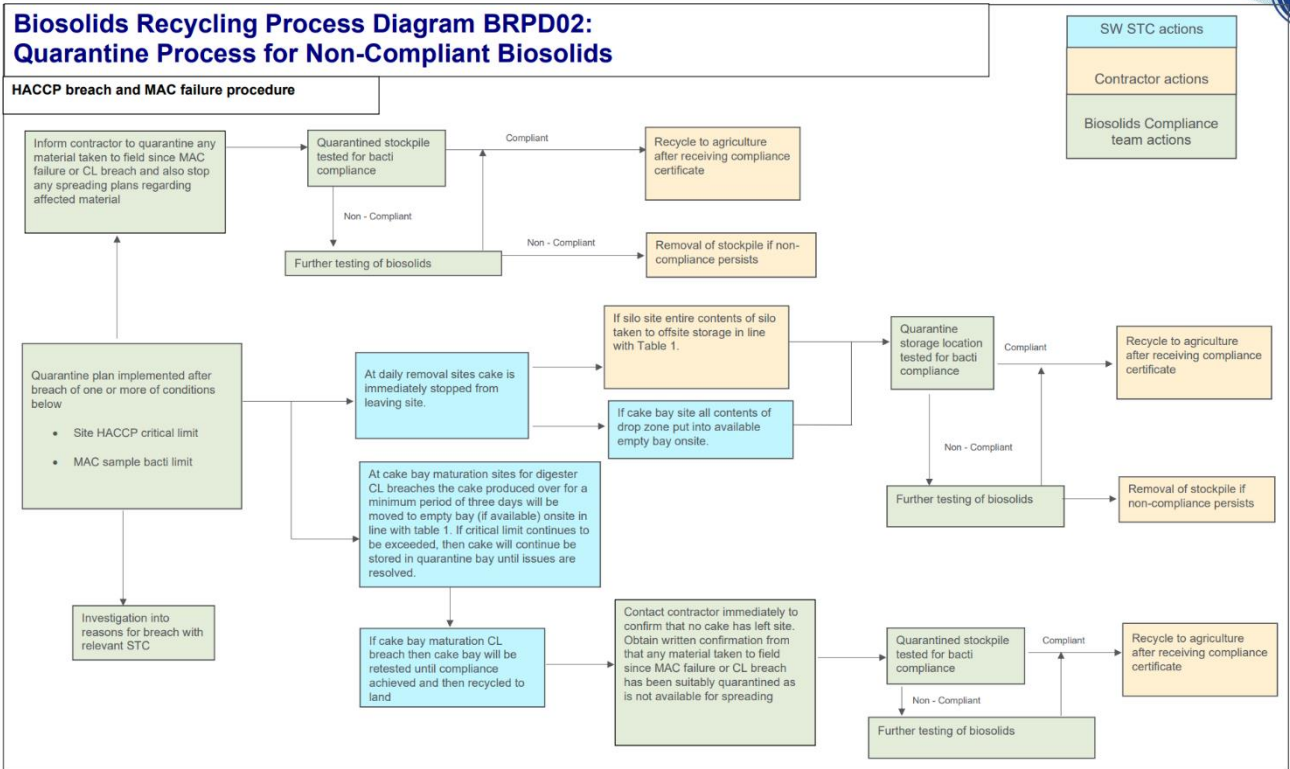 Biosolids Recycling Process Diagram BRPD02:
Quarantine Process for Non-Compliant Biosolids
HACCP breach and MAC failure procedure
SW STC actions
Contractor actions
Biosolids Compliance
team actions
Inform contractor to quarantine any
material taken to field since MAC
failure or CL breach and also stop
any spreading plans regarding
affected material
Quarantined stockpile
tested for bacti
compliance
Compliant
Recycle to agriculture
after receiving compliance
certificate
Non - Compliant
Further testing of biosolids
Non - Compliant
Removal of stockpile if non-
compliance persists
Quarantine plan implemented after
breach of one or more of conditions
below
• Site HACCP critical limit
• MAC sample bacti limit
At daily removal sites cake is
immediately stopped from
leaving site.
If silo site entire contents of silo
taken to offsite storage in line
with Table 1.
If cake bay site all contents of
drop zone put into available
empty bay onsite.
Quarantine
storage location
tested for bacti
compliance
Compliant
Recycle to agriculture
after receiving compliance
certificate
Non - Compliant
Further testing of biosolids
Removal of stockpile if
non-compliance persists
At cake bay maturation sites for digester
CL breaches the cake produced over for a
minimum period of three days will be
moved to empty bay (if available) onsite in
line with table 1. If critical limit continues to
be exceeded, then cake will continue be
stored in quarantine bay until issues are
resolved.
Investigation into
reasons for breach with
relevant STC
If cake bay maturation CL
breach then cake bay will be
retested until compliance
achieved and then recycled to
land
Contact contractor immediately to
confirm that no cake has left site.
Obtain written confirmation from
that any material taken to field
since MAC failure or CL breach
has been suitably quarantined as
is not available for spreading
Quarantined stockpile
tested for bacti
compliance
Compliant
Recycle to agriculture
after receiving compliance
certificate
Non - Compliant
Further testing of biosolids